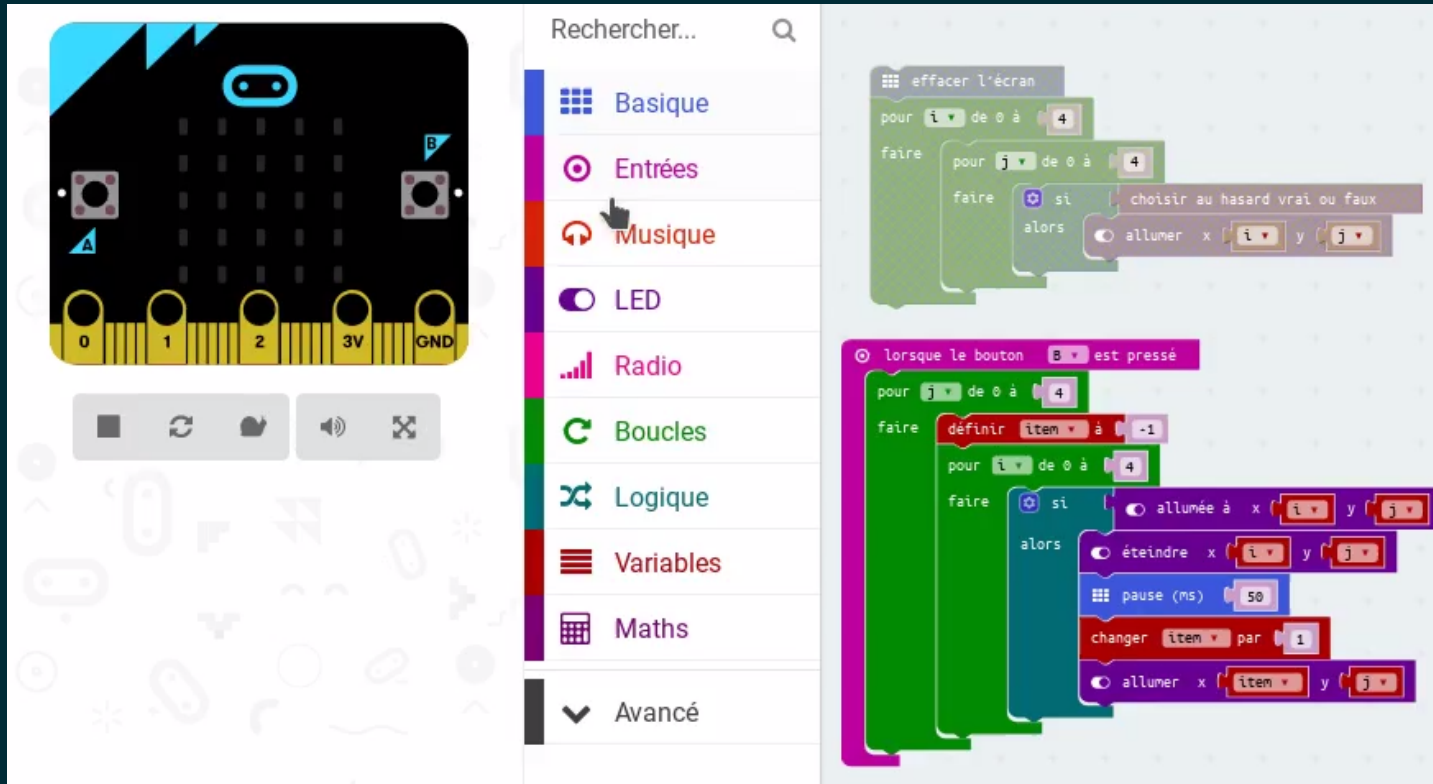 B
A
0 1 2 3V GND
Rechercher...
Basique
Entrées
Musique
LED
Radio
Boucles
Logique
Variables
Maths
Avancé
effacer l'écran
pour i de 0 à 4
faire pour j de 0 à 4
faire si choisir au hasard vrai ou faux
alors allumer x i y j
lorsque le bouton B est pressé
pour j de 0 à 4
faire définir item à -1
pour i de 0 à 4
faire si allumée à x i y j
alors éteindre x i y j
pause (ms) 50
changer item par 1
allumer x item y j